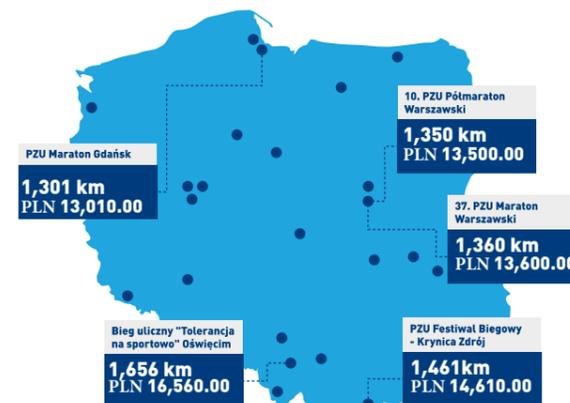 10. PZU Półmaraton
Warszawski
1,350 km
PLN 13,500.00
PZU Maraton Gdańsk
1,301 km
PLN 13,010.00
37. PZU Maraton
Warszawski
1,360 km
PLN 13,600.00
Bieg uliczny "Tolerancja
na sportowo" Oświęcim
1,656 km
PLN 16,560.00
PZU Festiwal Biegowy
- Krynica Zdrój
1,461km
PLN 14,610.00